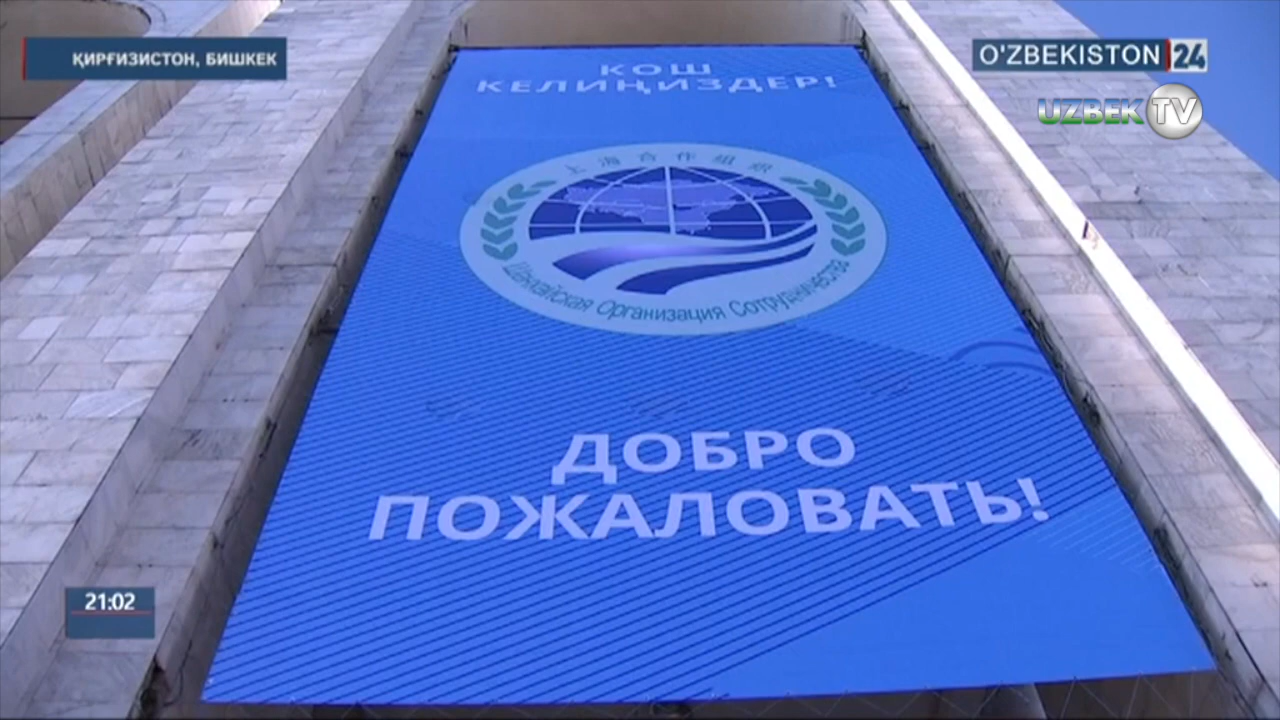 ҚИРҒИЗИСТОН, БИШКЕК
O'ZBEKISTON 24
UZBEK TV
КОШ
КЕЛИҢИЗДЕР!
上海合作组织
Шанхайская Организация Сотрудничества
ДОБРО
ПОЖАЛОВАТЬ!
21:02